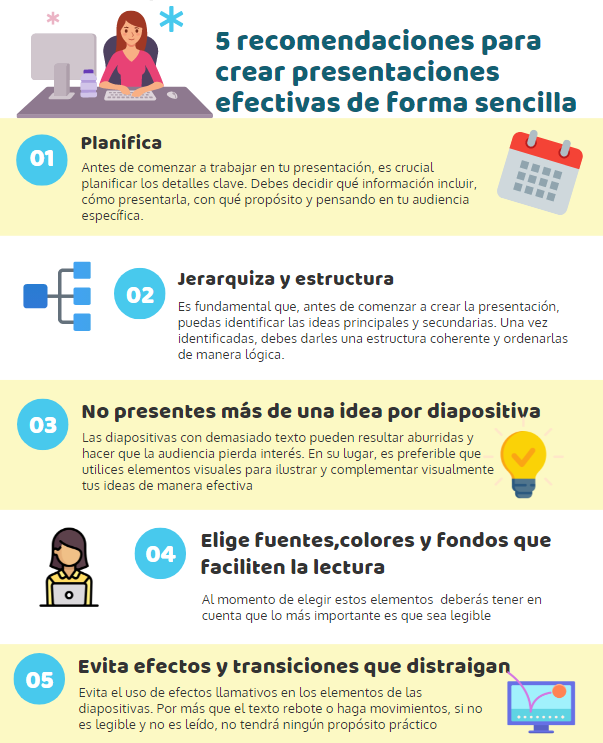 5 recomendaciones para
crear presentaciones
efectivas de forma sencilla
01
Planifica
Antes de comenzar a trabajar en tu presentación, es crucial
planificar los detalles clave. Debes decidir qué información incluir,
cómo presentarla, con qué propósito y pensando en tu audiencia
específica.
02
Jerarquiza y estructura
Es fundamental que, antes de comenzar a crear la presentación,
puedas identificar las ideas principales y secundarias. Una vez
identificadas, debes darles una estructura coherente y ordenarlas
de manera lógica.
03
No presentes más de una idea por diapositiva
Las diapositivas con demasiado texto pueden resultar aburridas y
hacer que la audiencia pierda interés. En su lugar, es preferible que
utilices elementos visuales para ilustrar y complementar visualmente
tus ideas de manera efectiva
04
Elige fuentes,colores y fondos que
faciliten la lectura
Al momento de elegir estos elementos deberás tener en
cuenta que lo más importante es que sea legible
05
Evita efectos y transiciones que distraigan
Evita el uso de efectos llamativos en los elementos de las
diapositivas. Por más que el texto rebote o haga movimientos, si no
es legible y no es leído, no tendrá ningún propósito práctico